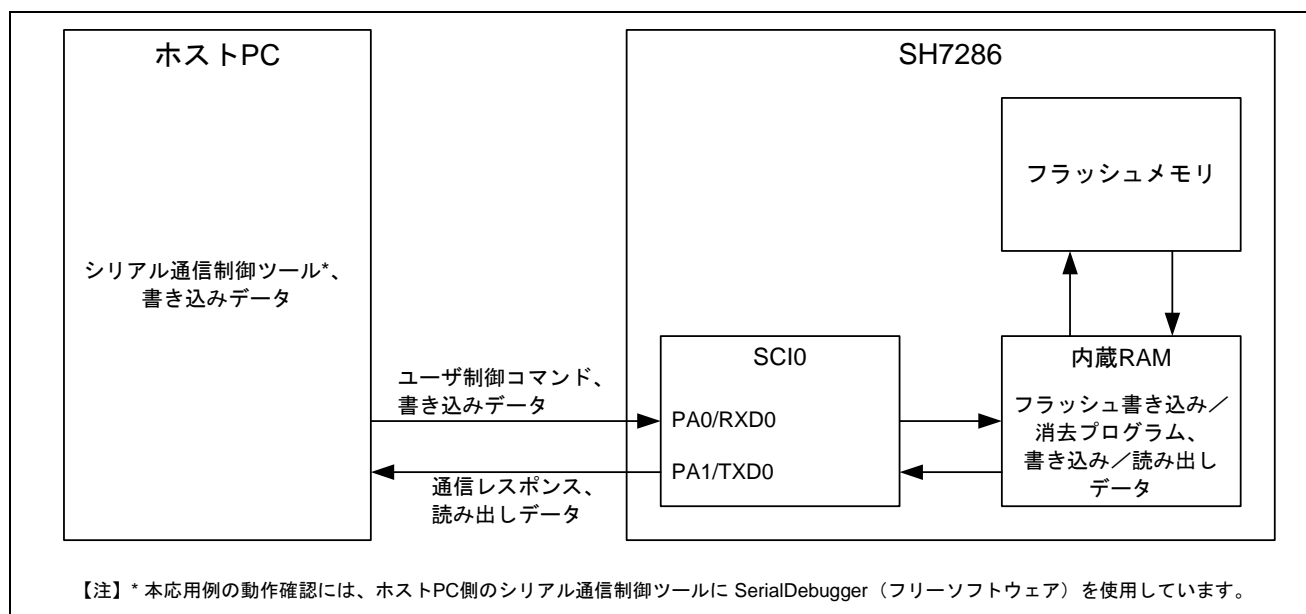 ホストPC
シリアル通信制御ツール*、
書き込みデータ
ユーザ制御コマンド、
書き込みデータ
通信レスポンス、
読み出しデータ
SH7286
フラッシュメモリ
SCI0
PA0/RXD0
PA1/TXD0
内蔵RAM
フラッシュ書き込み／
消去プログラム、
書き込み／読み出し
データ
【注】* 本応用例の動作確認には、ホストPC側のシリアル通信制御ツールに SerialDebugger（フリーソフトウェア）を使用しています。